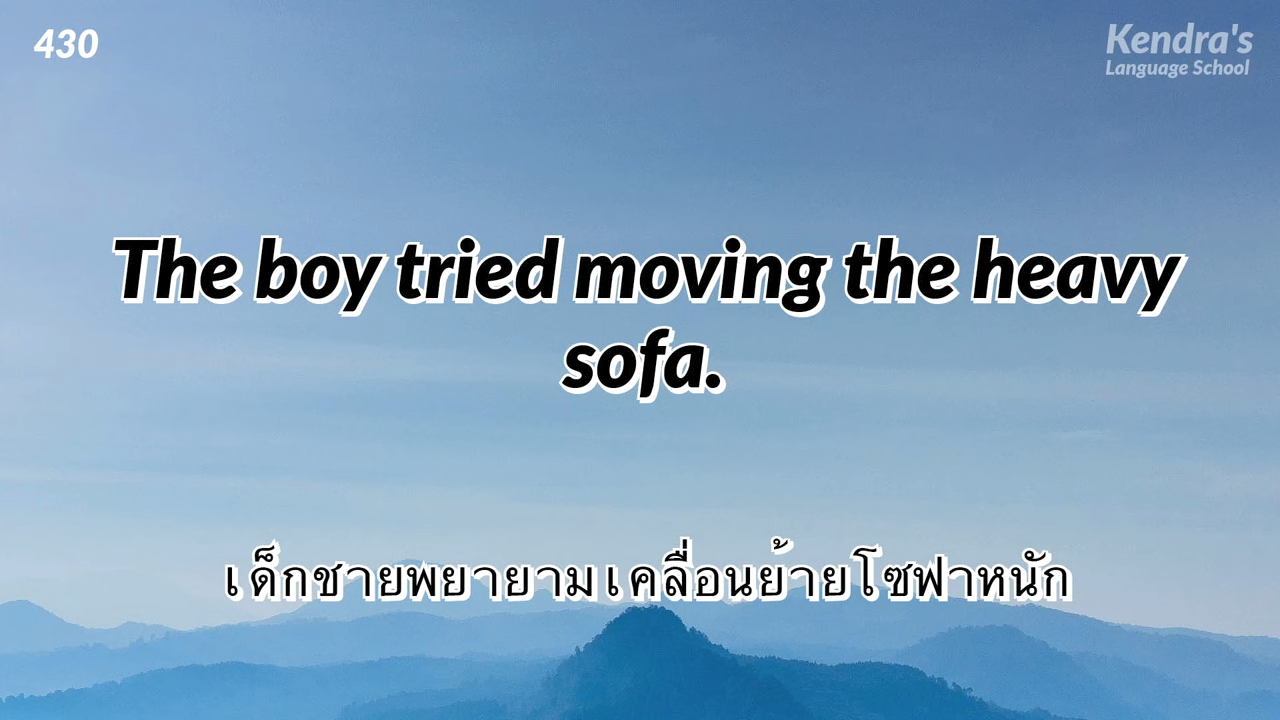 430
Kendra's
Language School
The boy tried moving the heavy
sofa.
เด็กชายพยายามเคลื่อนย้ายโซฟาหนัก